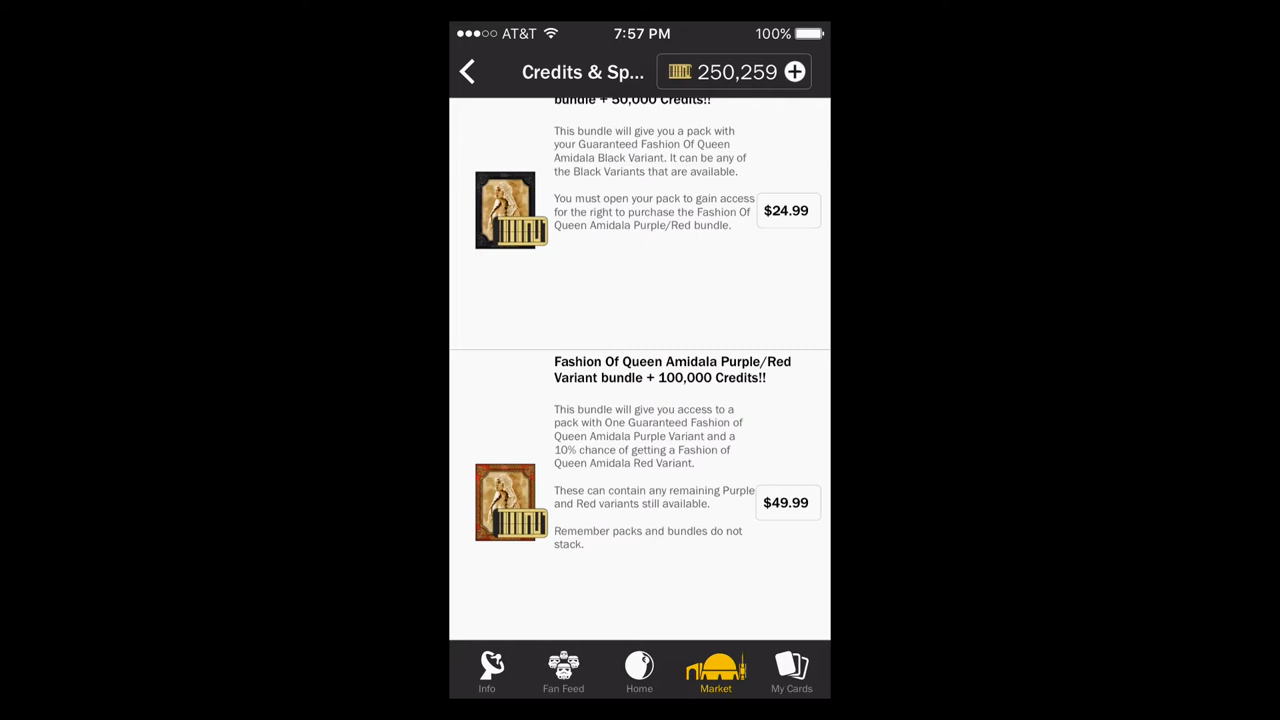 AT&T 7:57 PM 100%
Credits & Sp... 250,259
bundle + 50,000 Credits!!
This bundle will give you a pack with
your Guaranteed Fashion Of Queen
Amidala Black Variant. It can be any of
the Black Variants that are available.
You must open your pack to gain access
for the right to purchase the Fashion Of
Queen Amidala Purple/Red bundle.
$24.99
Fashion Of Queen Amidala Purple/Red
Variant bundle + 100,000 Credits!!
This bundle will give you access to a
pack with One Guaranteed Fashion of
Queen Amidala Purple Variant and a
10% chance of getting a Fashion of
Queen Amidala Red Variant.
These can contain any remaining Purple
and Red variants still available.
$49.99
Remember packs and bundles do not
stack.
Info Fan Feed Home Market My Cards